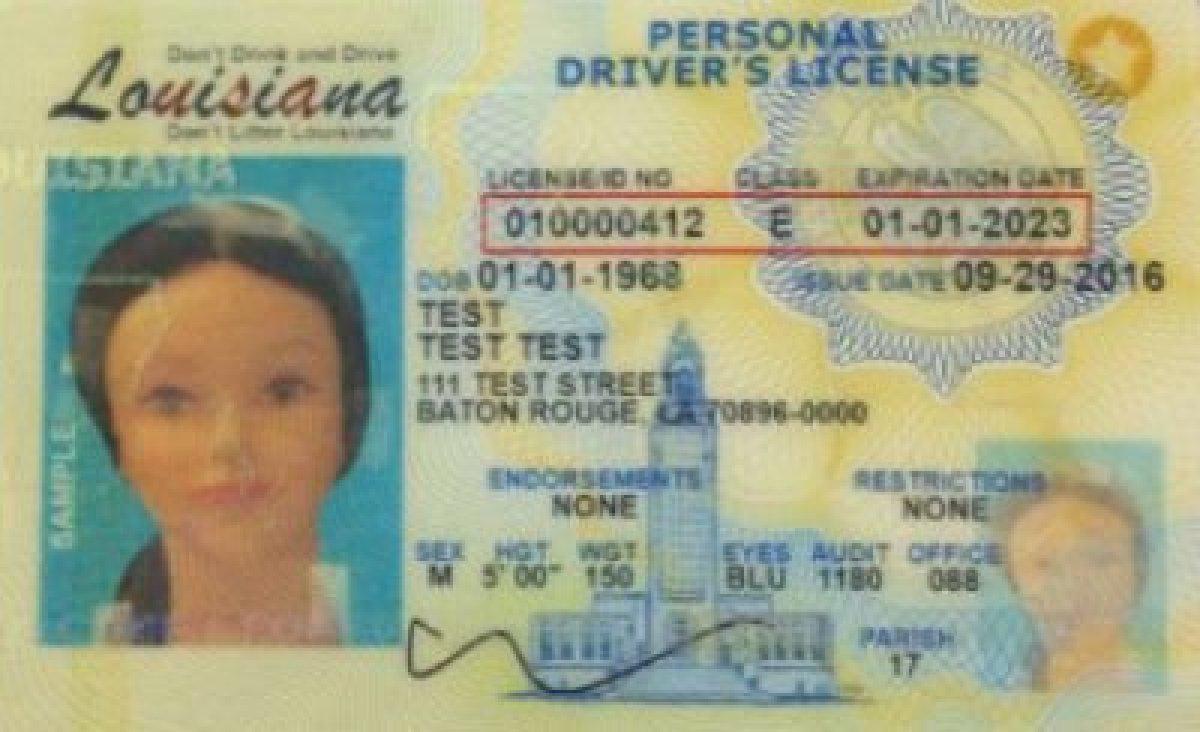 Don't Drink and Drive
Louisiana
Don't Litter Louisiana
PERSONAL
DRIVER'S LICENSE
LICENSE/ID NO CLASS EXPIRATION DATE
010000412 E 01-01-2023
DOB 01-01-1968 ISSUE DATE 09-29-2016
TEST
TEST TEST
111 TEST STREET
BATON ROUGE, LA 70896-0000
ENDORSEMENTS RESTRICTIONS
NONE NONE
SEX HGT WGT EYES AUDIT OFFICE
M 5' 00" 150 BLU 1180 088
PARISH
17
SAMPLE